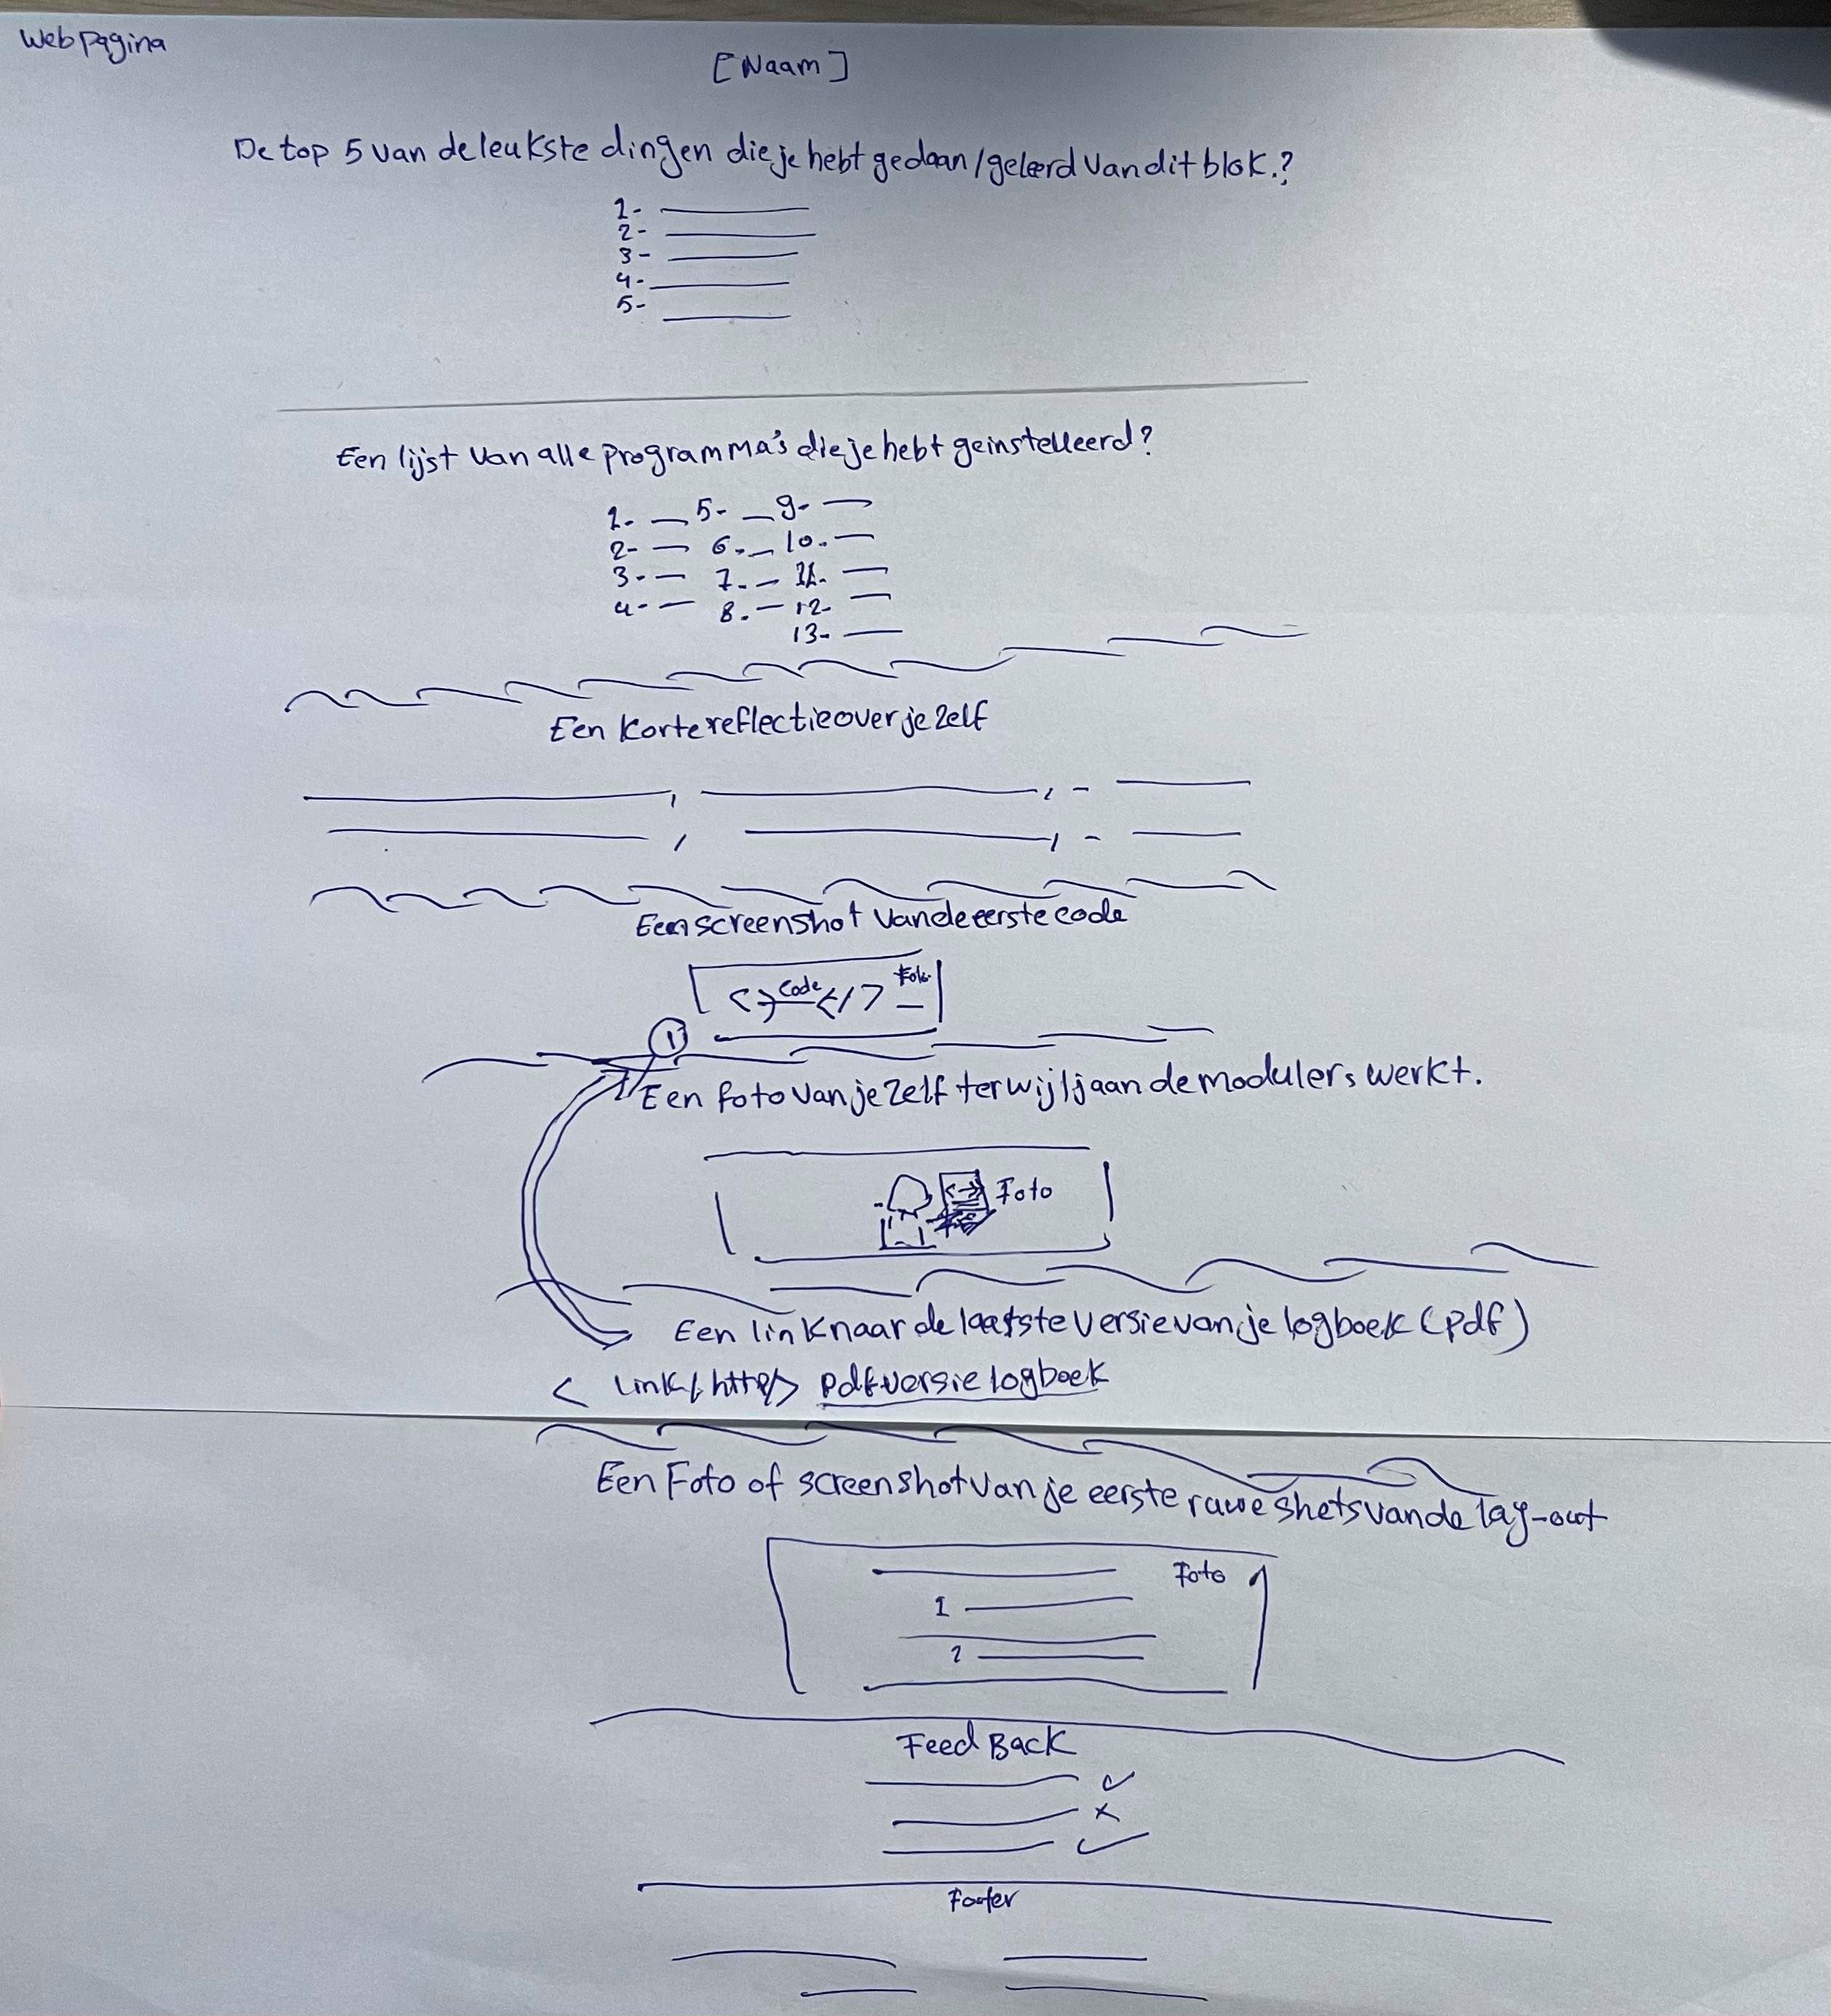 Webpagina
[Naam]
De top 5 van de leukste dingen die je hebt gedaan/geleerd van dit blok.?
1-
2-
3-
4-
5-
Een lijst van alle programma's die je hebt geinstelleerd?
1- 5- 9-
2- 6- 10-
3- 7- 11-
4- 8- 12-
13-
Een korte reflectie over je zelf
Een screenshot van de eerste code
<> Code </> Foto
1
Een foto van je zelf terwijl j aan de modulers werkt.
<-> Foto
Een link naar de laatste versie van je logboek (pdf)
< link/http/> pdf versie logboek
Een Foto of screenshot van je eerste ruwe shets van de lay-out
Foto
1
2
FeedBack
✓
x
✓
Footer